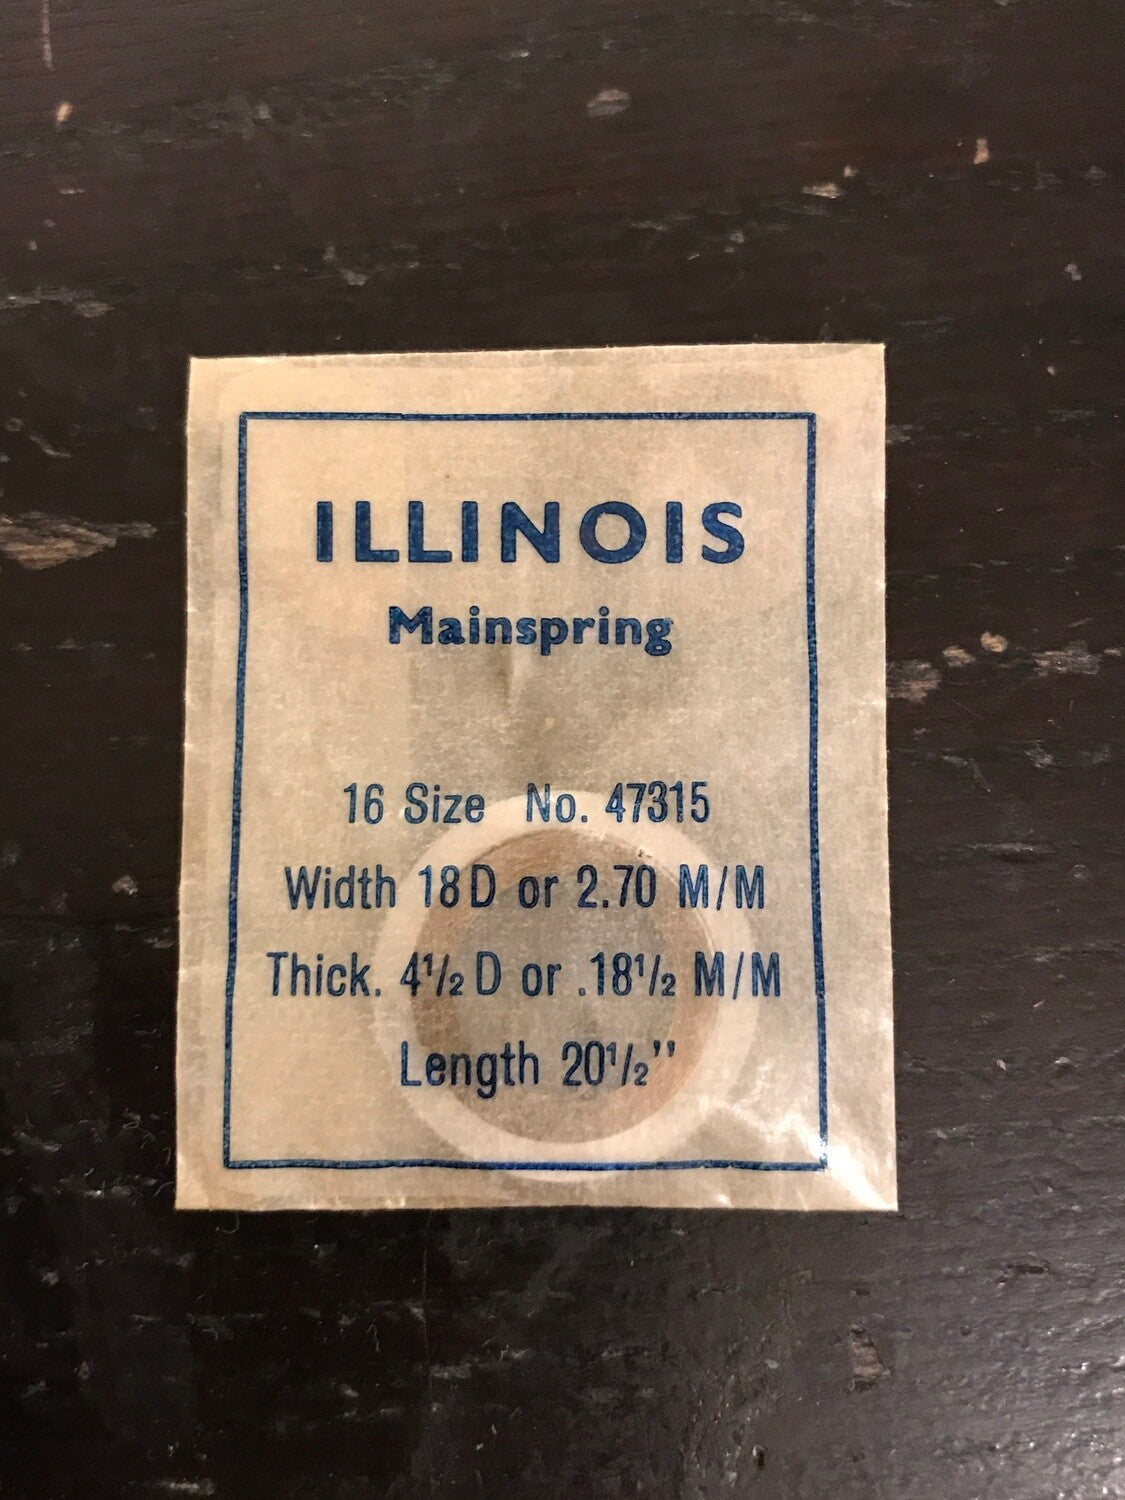 ILLINOIS
Mainspring
16 Size No. 47315
Width 18 D or 2.70 M/M
Thick. 4½ D or .18½ M/M
Length 20½’’